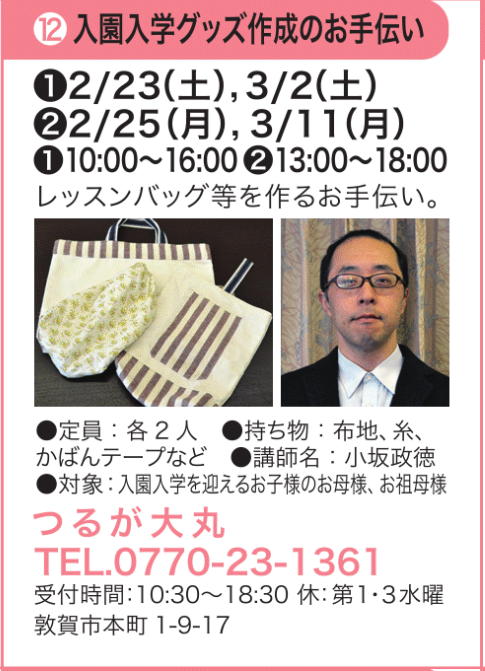 ⑫ 入園入学グッズ作成のお手伝い
❶2/23(土), 3/2(土)
❷2/25(月), 3/11(月)
❶10:00〜16:00 ❷13:00〜18:00
レッスンバッグ等を作るお手伝い。
●定員：各2人 ●持ち物：布地、糸、
かばんテープなど ●講師名：小坂政徳
●対象：入園入学を迎えるお子様のお母様、お祖母様
つるが大丸
TEL.0770-23-1361
受付時間：10:30〜18:30 休：第1・3水曜
敦賀市本町1-9-17